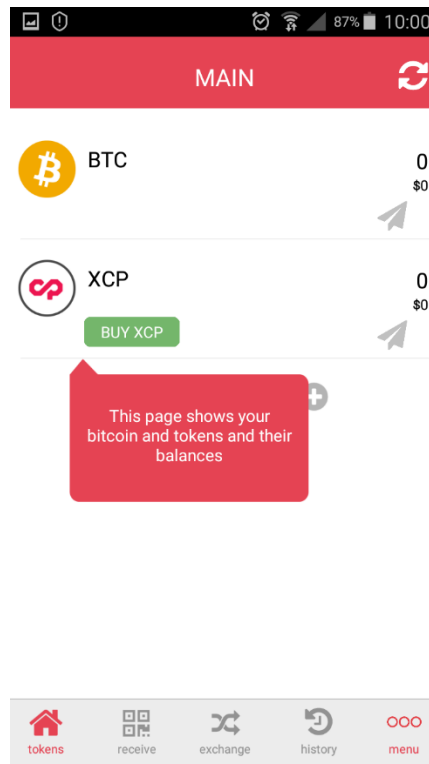 87% 10:00
MAIN
BTC
0
$0
XCP
0
$0
BUY XCP
This page shows your
bitcoin and tokens and their
balances
tokens receive exchange history menu